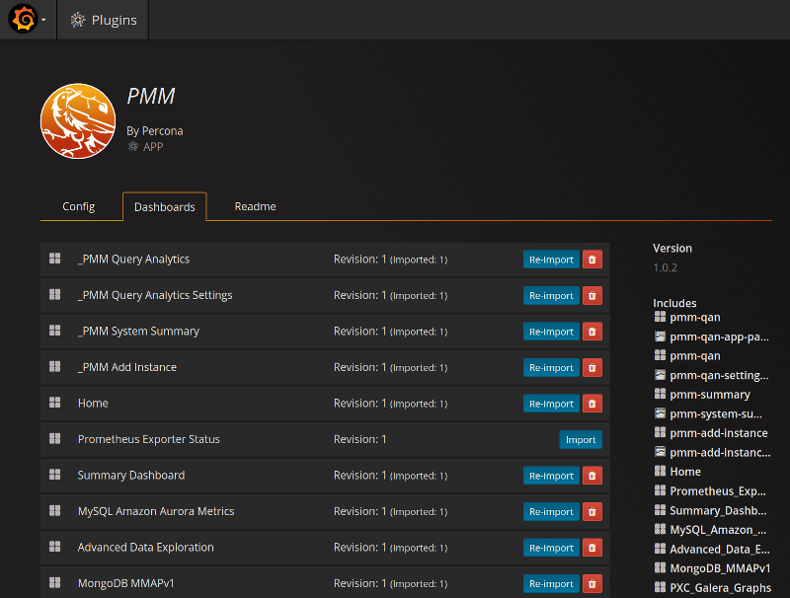 Plugins
PMM
By Percona
APP
Config Dashboards Readme
_PMM Query Analytics Revision: 1 (Imported: 1) Re-import
_PMM Query Analytics Settings Revision: 1 (Imported: 1) Re-import
_PMM System Summary Revision: 1 (Imported: 1) Re-import
_PMM Add Instance Revision: 1 (Imported: 1) Re-import
Home Revision: 1 (Imported: 1) Re-import
Prometheus Exporter Status Revision: 1 Import
Summary Dashboard Revision: 1 (Imported: 1) Re-import
MySQL Amazon Aurora Metrics Revision: 1 (Imported: 1) Re-import
Advanced Data Exploration Revision: 1 (Imported: 1) Re-import
MongoDB MMAPv1 Revision: 1 (Imported: 1) Re-import
Version
1.0.2
Includes
pmm-qan
pmm-qan-app-pa...
pmm-qan
pmm-qan-setting...
pmm-summary
pmm-system-su...
pmm-add-instance
pmm-add-instanc...
Home
Prometheus_Exp...
Summary_Dashb...
MySQL_Amazon_...
Advanced_Data_E...
MongoDB_MMAPv1
PXC_Galera_Graphs